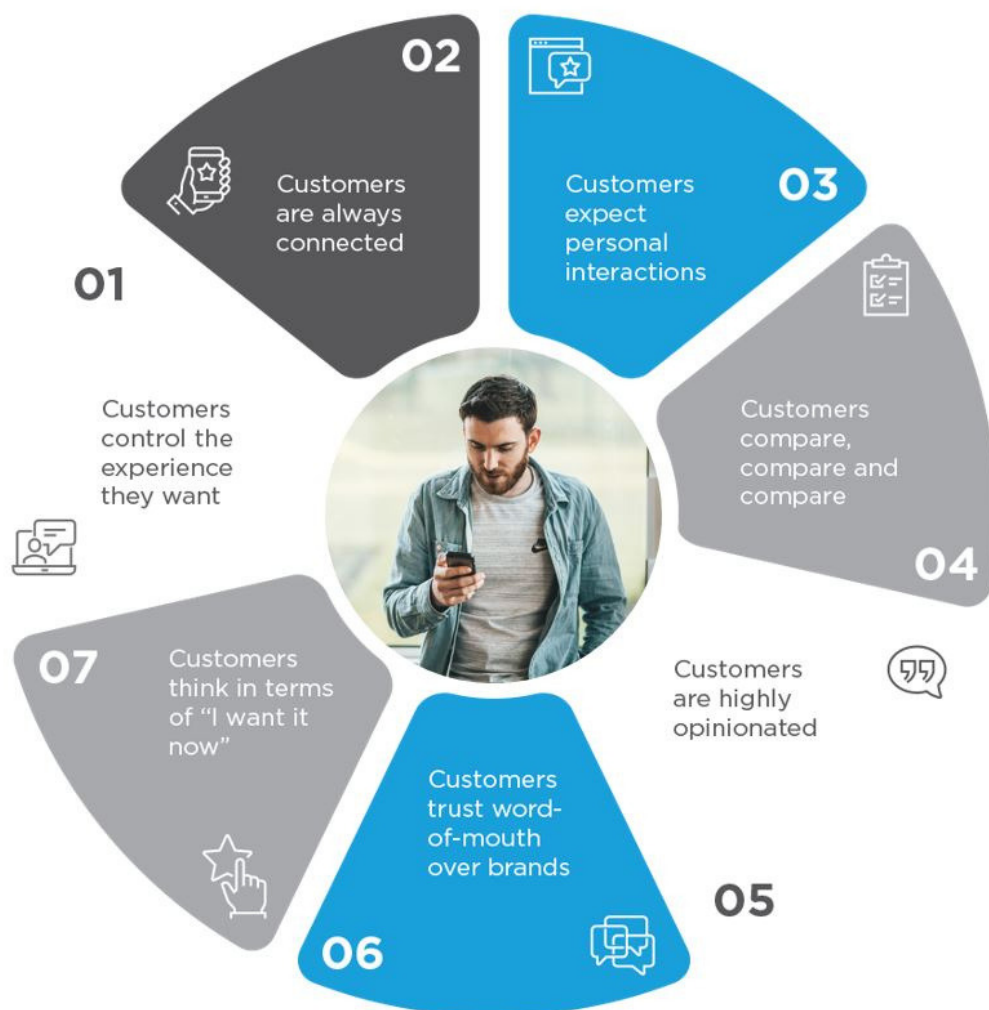 01
Customers
control the
experience
they want
02
Customers
are always
connected
03
Customers
expect
personal
interactions
04
Customers
compare,
compare and
compare
05
Customers
are highly
opinionated
06
Customers
trust word-
of-mouth
over brands
07
Customers
think in terms
of “I want it
now”